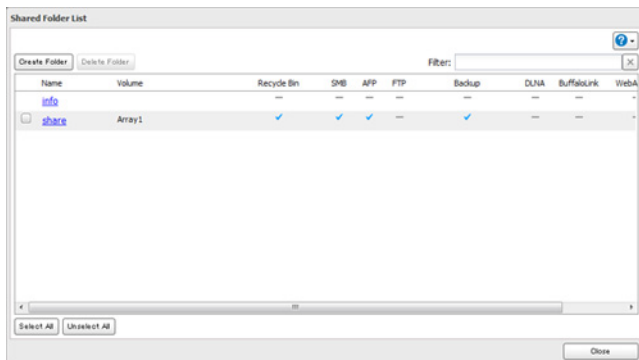 Shared Folder List
Create Folder Delete Folder Filter:
Name Volume Recycle Bin SMB AFP FTP Backup DLNA BuffaloLink WebA
info — — — — — — — -
share Array1 ✓ ✓ ✓ — ✓ — — -
Select All Unselect All
Close